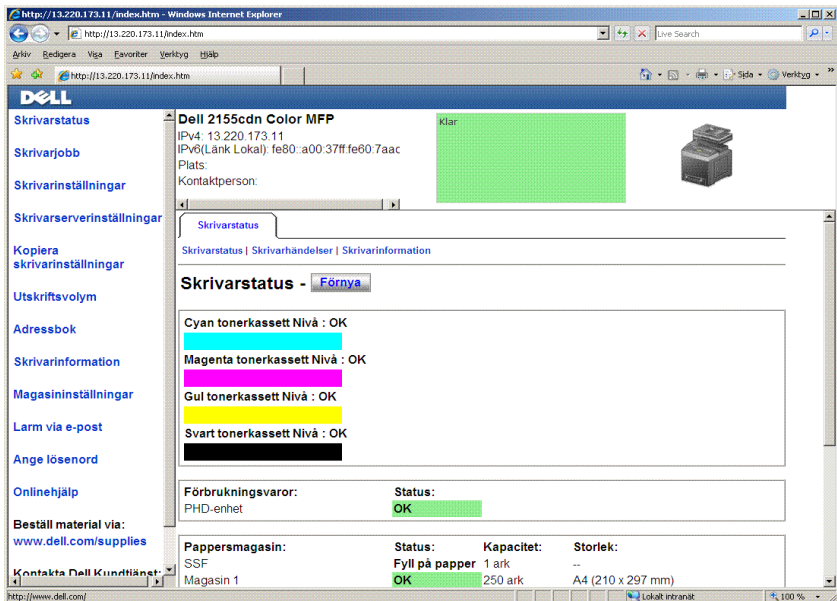 http://13.220.173.11/index.htm - Windows Internet Explorer
http://13.220.173.11/index.htm
Live Search
Arkiv Redigera Visa Favoriter Verktyg Hjälp
http://13.220.173.11/index.htm
Sida Verktyg
DELL
Skrivarstatus
Skrivarjobb
Skrivarinställningar
Skrivarserverinställningar
Kopiera
skrivarinställningar
Utskriftsvolym
Adressbok
Skrivarinformation
Magasininställningar
Larm via e-post
Ange lösenord
Onlinehjälp
Beställ material via:
www.dell.com/supplies
Kontakta Dell Kundtjänst:
Dell 2155cdn Color MFP
IPv4: 13.220.173.11
IPv6(Länk Lokal): fe80::a00:37ff:fe60:7aac
Plats:
Kontaktperson:
Klar
Skrivarstatus
Skrivarstatus | Skrivarhändelser | Skrivarinformation
Skrivarstatus - Förnya
Cyan tonerkassett Nivå : OK
Magenta tonerkassett Nivå : OK
Gul tonerkassett Nivå : OK
Svart tonerkassett Nivå : OK
Förbrukningsvaror: Status:
PHD-enhet OK
Pappersmagasin: Status: Kapacitet: Storlek:
SSF Fyll på papper 1 ark --
Magasin 1 OK 250 ark A4 (210 x 297 mm)
http://www.dell.com/ Lokalt intranät 100 %